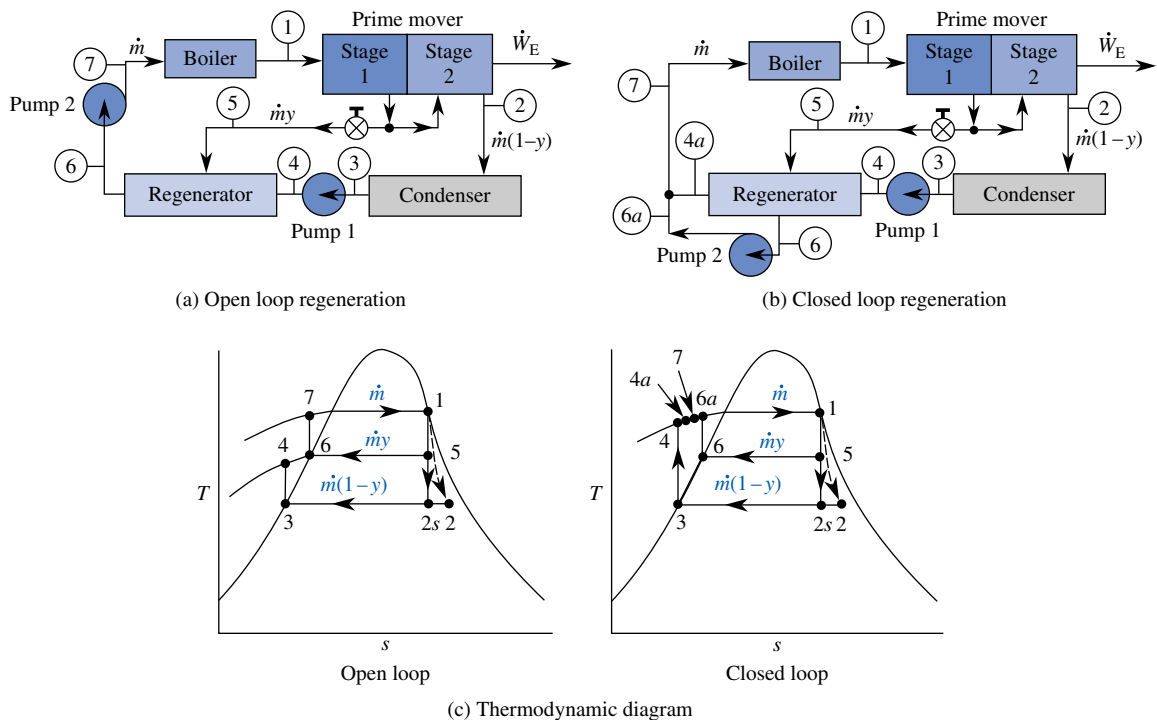 Prime mover
1
ṁ
7
Boiler
Stage 1
Stage 2
Ẇ_E
Pump 2
5
ṁy
2
ṁ(1–y)
6
4
3
Regenerator
Condenser
Pump 1
(a) Open loop regeneration
Prime mover
1
ṁ
Boiler
Stage 1
Stage 2
Ẇ_E
7
5
ṁy
2
ṁ(1–y)
4a
4
3
Regenerator
Condenser
6a
Pump 1
6
Pump 2
(b) Closed loop regeneration
7
ṁ
1
4
6
ṁy
5
T
ṁ(1–y)
3
2s 2
s
Open loop
7
4a
6a
ṁ
1
4
6
ṁy
5
T
ṁ(1–y)
3
2s 2
s
Closed loop
(c) Thermodynamic diagram